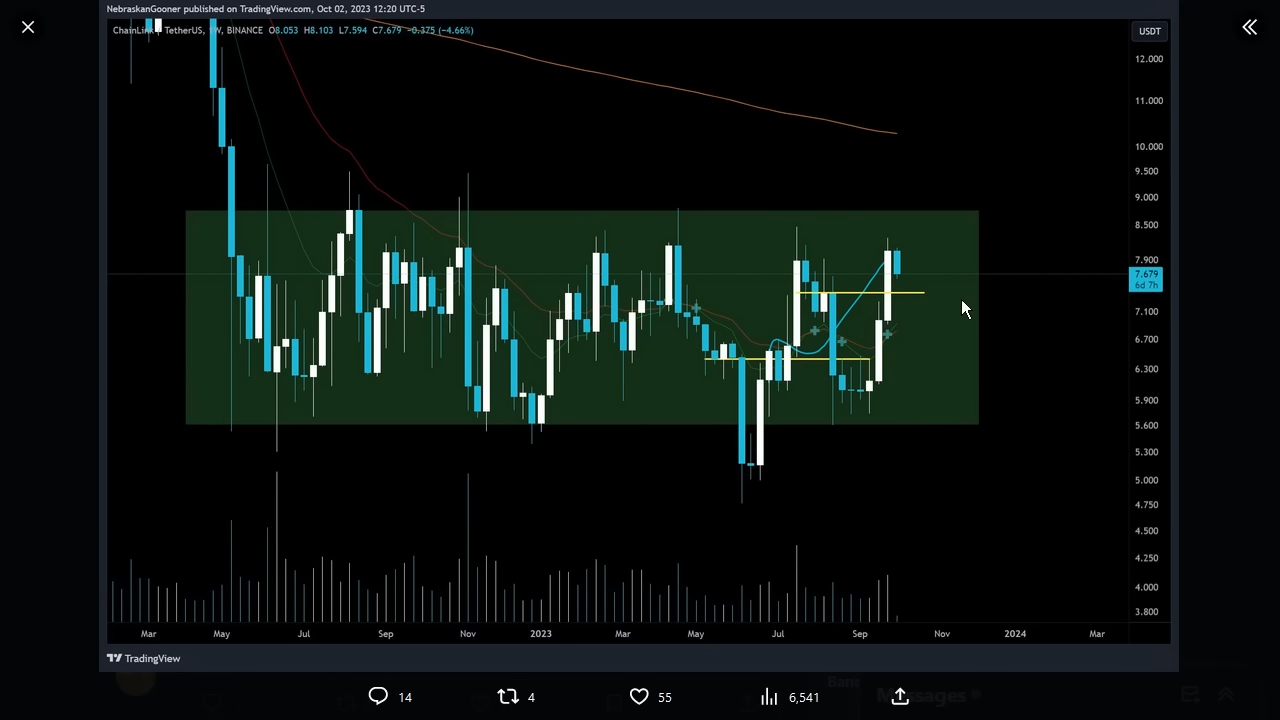 NebraskanGooner published on TradingView.com, Oct 02, 2023 12:20 UTC-5
ChainLink TetherUS, 1W, BINANCE O8.053 H8.103 L7.594 C7.679 −0.375 (−4.66%)
USDT
12.000
11.000
10.000
9.500
9.000
8.500
7.900
7.679
6d 7h
7.100
6.700
6.300
5.900
5.600
5.300
5.000
4.750
4.500
4.250
4.000
3.800
Mar May Jul Sep Nov 2023 Mar May Jul Sep Nov 2024 Mar
TradingView
14 4 55 6,541
Messages